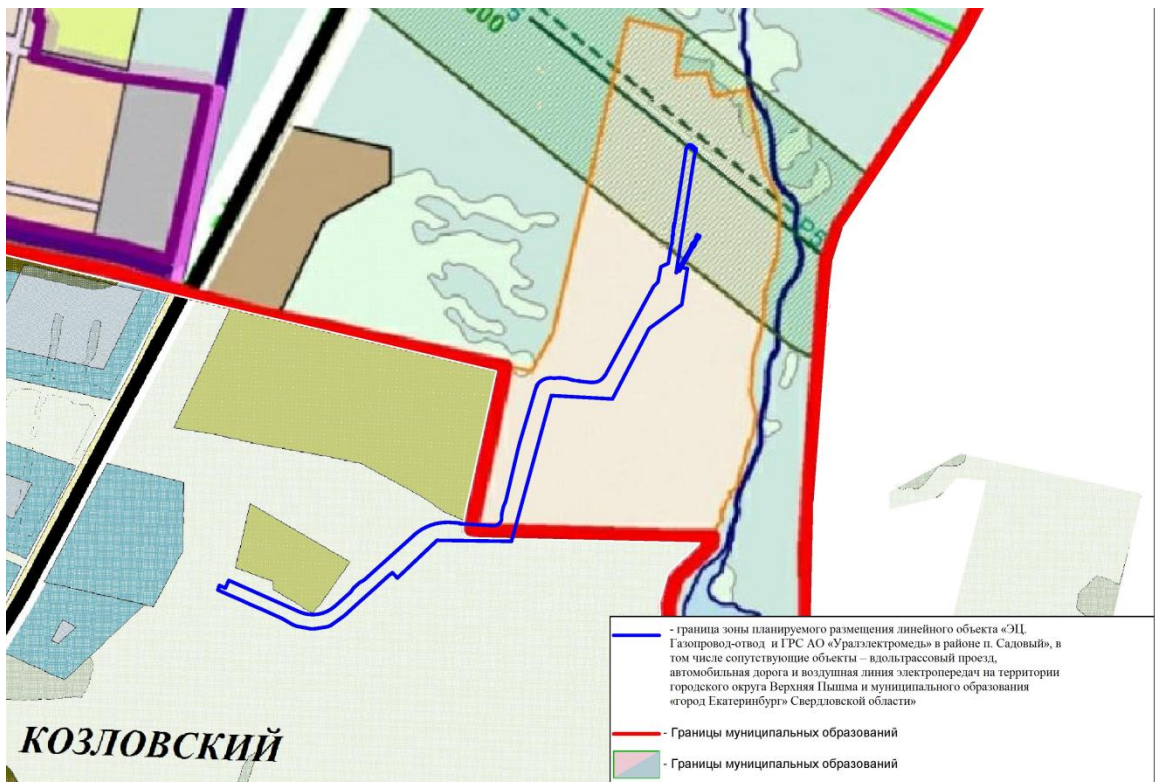 КОЗЛОВСКИЙ
- граница зоны планируемого размещения линейного объекта «ЭЦ.
Газопровод-отвод и ГРС АО «Уралэлектромедь» в районе п. Садовый», в
том числе сопутствующие объекты – вдольтрассовый проезд,
автомобильная дорога и воздушная линия электропередач на территории
городского округа Верхняя Пышма и муниципального образования
«город Екатеринбург» Свердловской области»
- Границы муниципальных образований
- Границы муниципальных образований